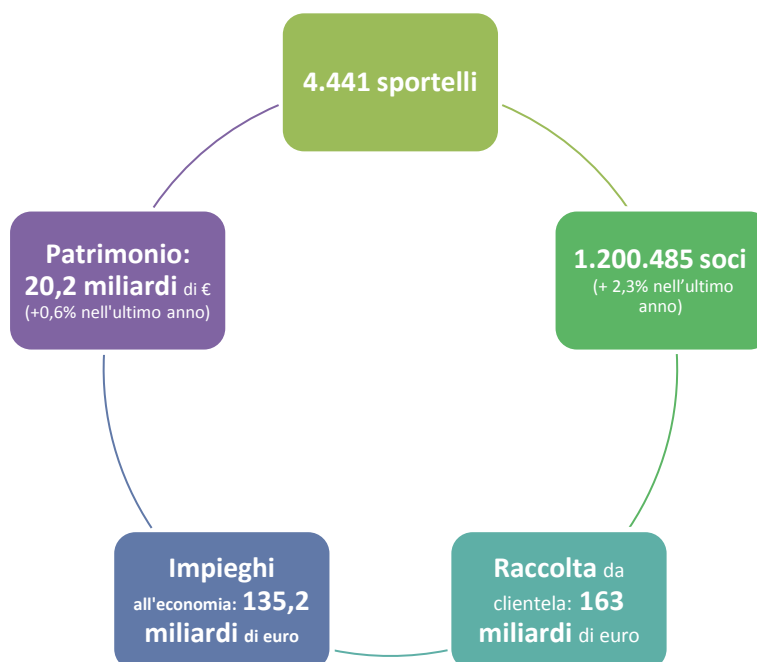 4.441 sportelli
1.200.485 soci
(+ 2,3% nell’ultimo
anno)
Raccolta da
clientela: 163
miliardi di euro
Impieghi
all'economia: 135,2
miliardi di euro
Patrimonio:
20,2 miliardi di €
(+0,6% nell'ultimo anno)